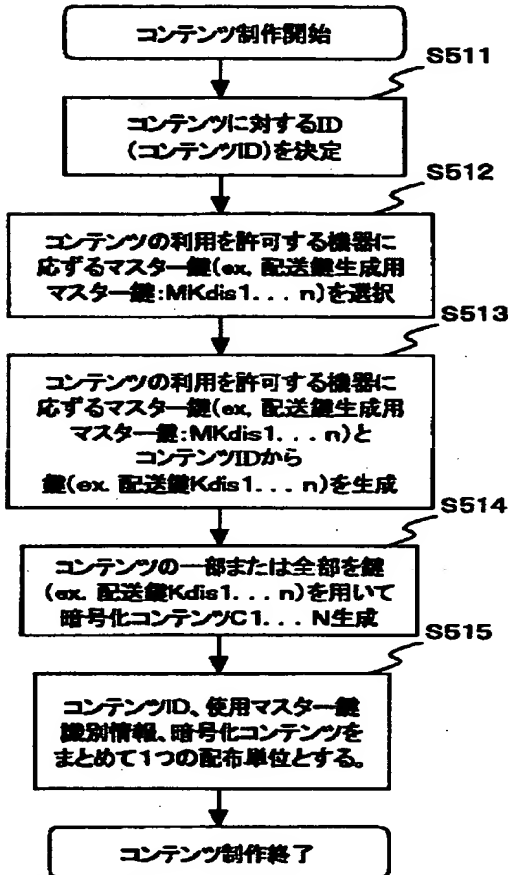 コンテンツ制作開始
S511
コンテンツに対するID
(コンテンツID)を決定
S512
コンテンツの利用を許可する機器に
応ずるマスター鍵(ex, 配送鍵生成用
マスター鍵:MKdis1. . . n)を選択
S513
コンテンツの利用を許可する機器に
応ずるマスター鍵(ex, 配送鍵生成用
マスター鍵:MKdis1. . . n)と
コンテンツIDから
鍵(ex. 配送鍵Kdis1. . . n)を生成
S514
コンテンツの一部または全部を鍵
(ex. 配送鍵Kdis1. . . n)を用いて
暗号化コンテンツC1. . . N生成
S515
コンテンツID、使用マスター鍵
識別情報、暗号化コンテンツを
まとめて1つの配布単位とする。
コンテンツ制作終了